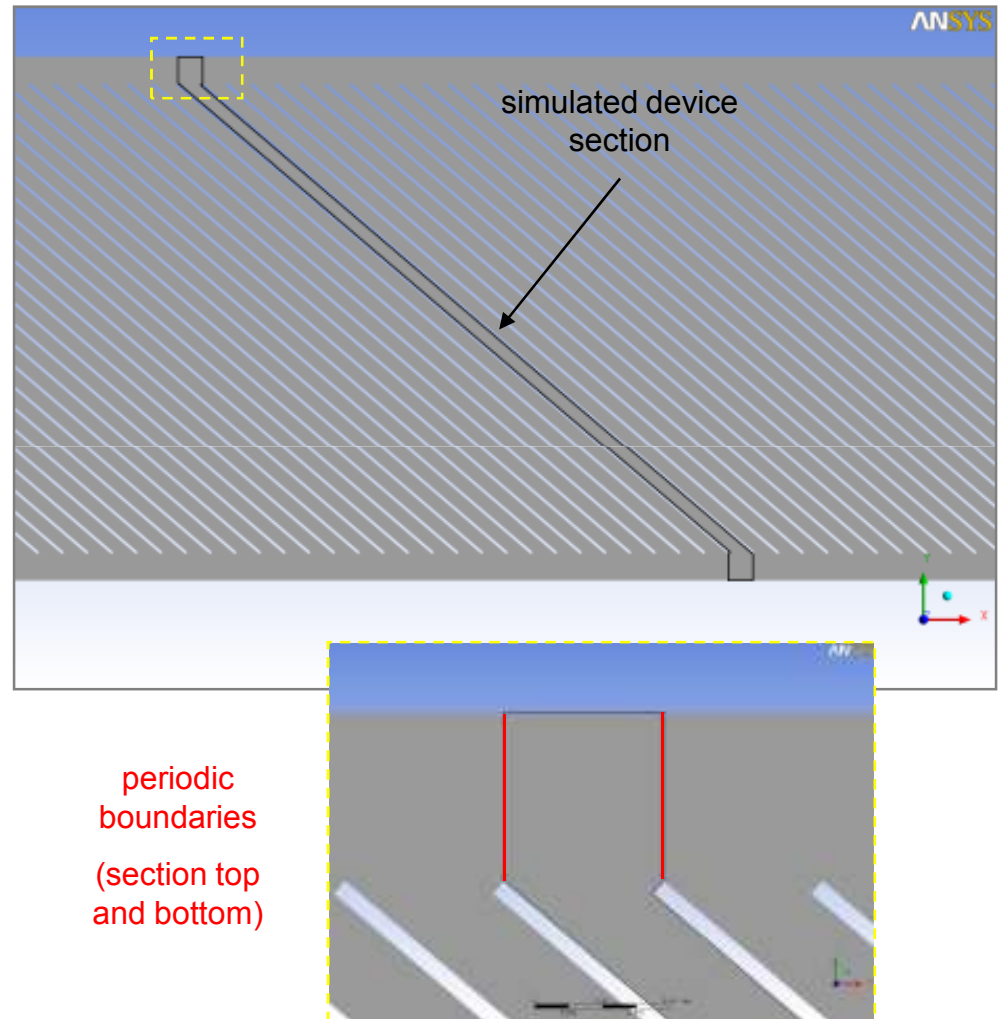 ANSYS
simulated device
section
Y
X
periodic
boundaries
(section top
and bottom)